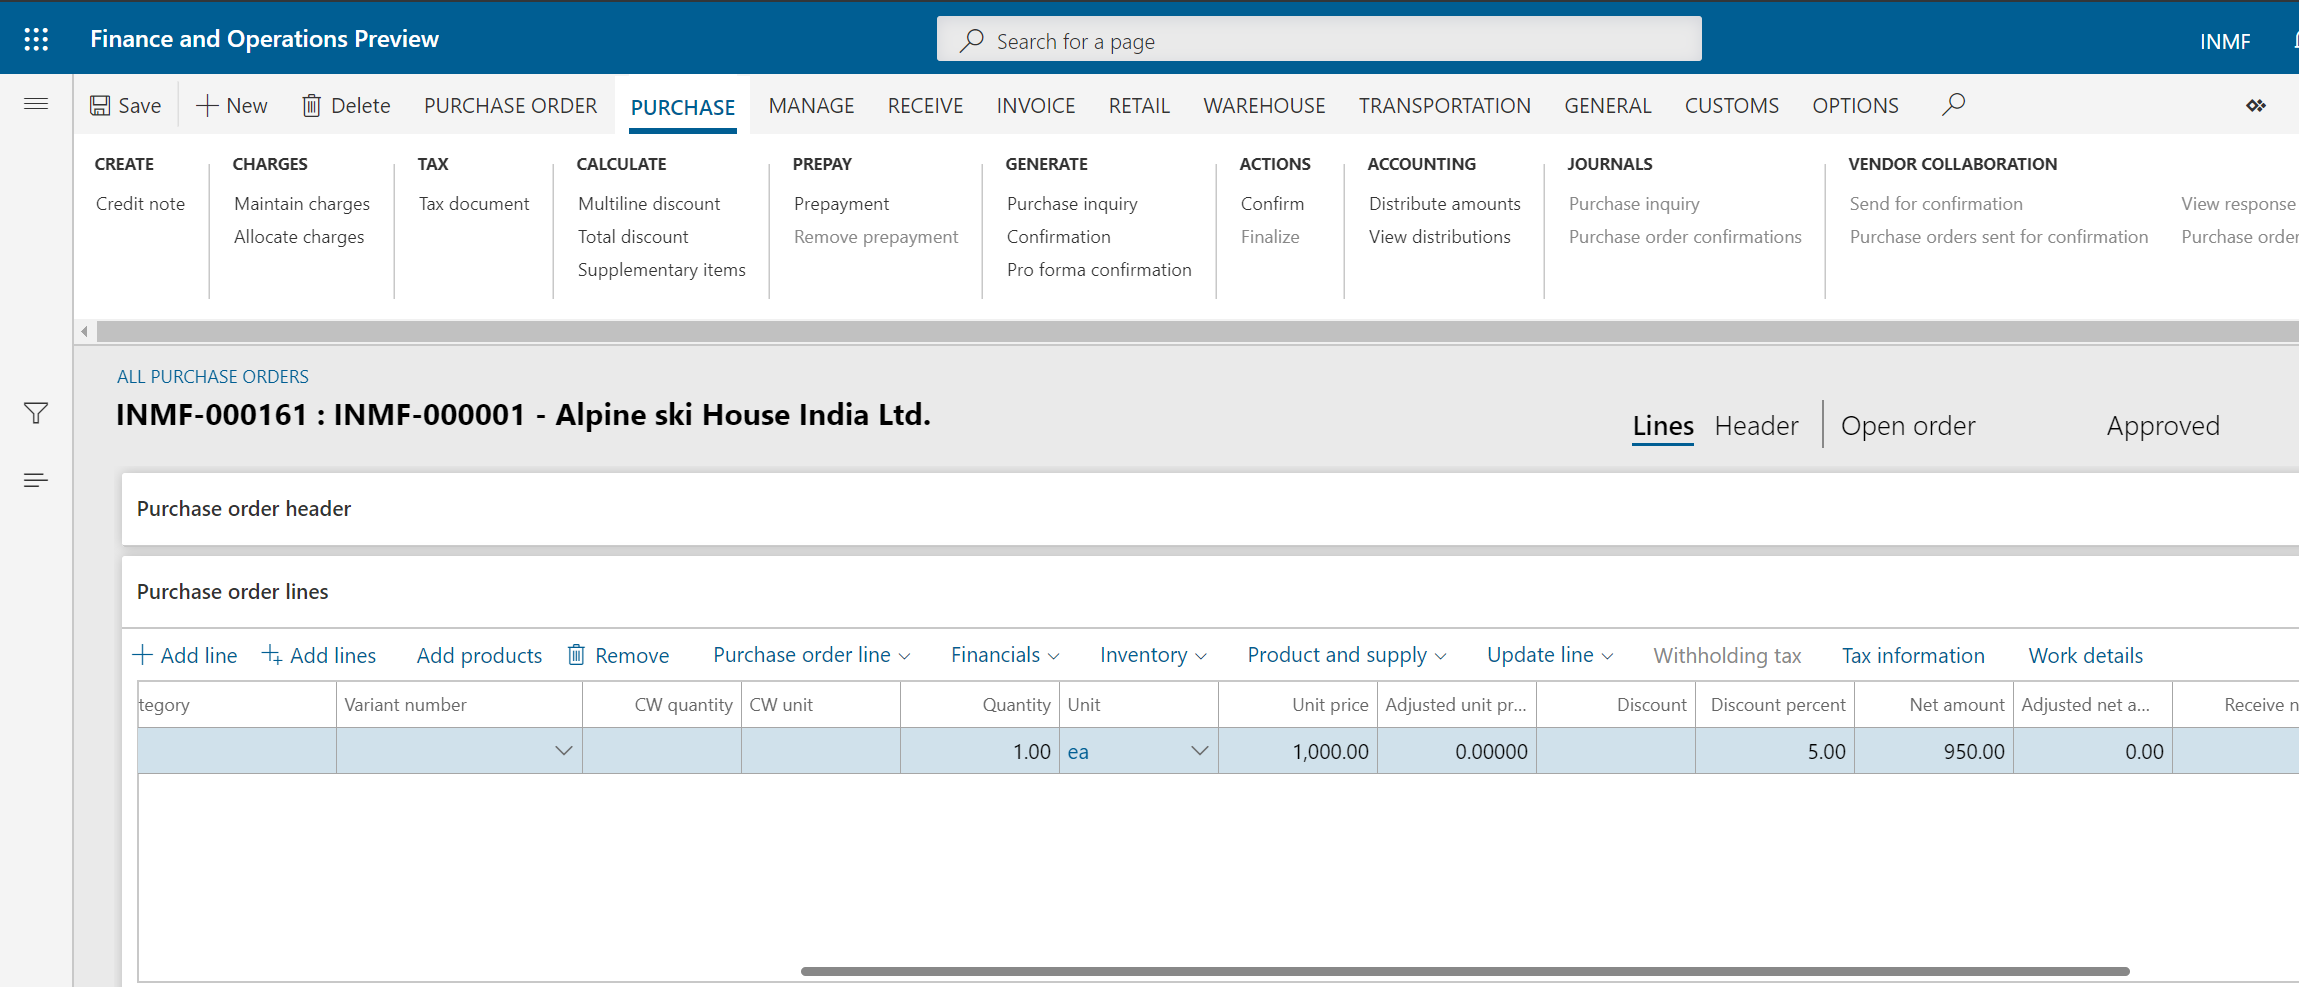 Finance and Operations Preview
Search for a page
INMF
Save
New
Delete
PURCHASE ORDER
PURCHASE
MANAGE
RECEIVE
INVOICE
RETAIL
WAREHOUSE
TRANSPORTATION
GENERAL
CUSTOMS
OPTIONS
CREATE
Credit note
CHARGES
Maintain charges
Allocate charges
TAX
Tax document
CALCULATE
Multiline discount
Total discount
Supplementary items
PREPAY
Prepayment
Remove prepayment
GENERATE
Purchase inquiry
Confirmation
Pro forma confirmation
ACTIONS
Confirm
Finalize
ACCOUNTING
Distribute amounts
View distributions
JOURNALS
Purchase inquiry
Purchase order confirmations
VENDOR COLLABORATION
Send for confirmation
Purchase orders sent for confirmation
View response
Purchase order
ALL PURCHASE ORDERS
INMF-000161 : INMF-000001 - Alpine ski House India Ltd.
Lines
Header
Open order
Approved
Purchase order header
Purchase order lines
Add line
Add lines
Add products
Remove
Purchase order line
Financials
Inventory
Product and supply
Update line
Withholding tax
Tax information
Work details
tegory
Variant number
CW quantity
CW unit
Quantity
Unit
Unit price
Adjusted unit pr...
Discount
Discount percent
Net amount
Adjusted net a...
Receive n
1.00
ea
1,000.00
0.00000
5.00
950.00
0.00